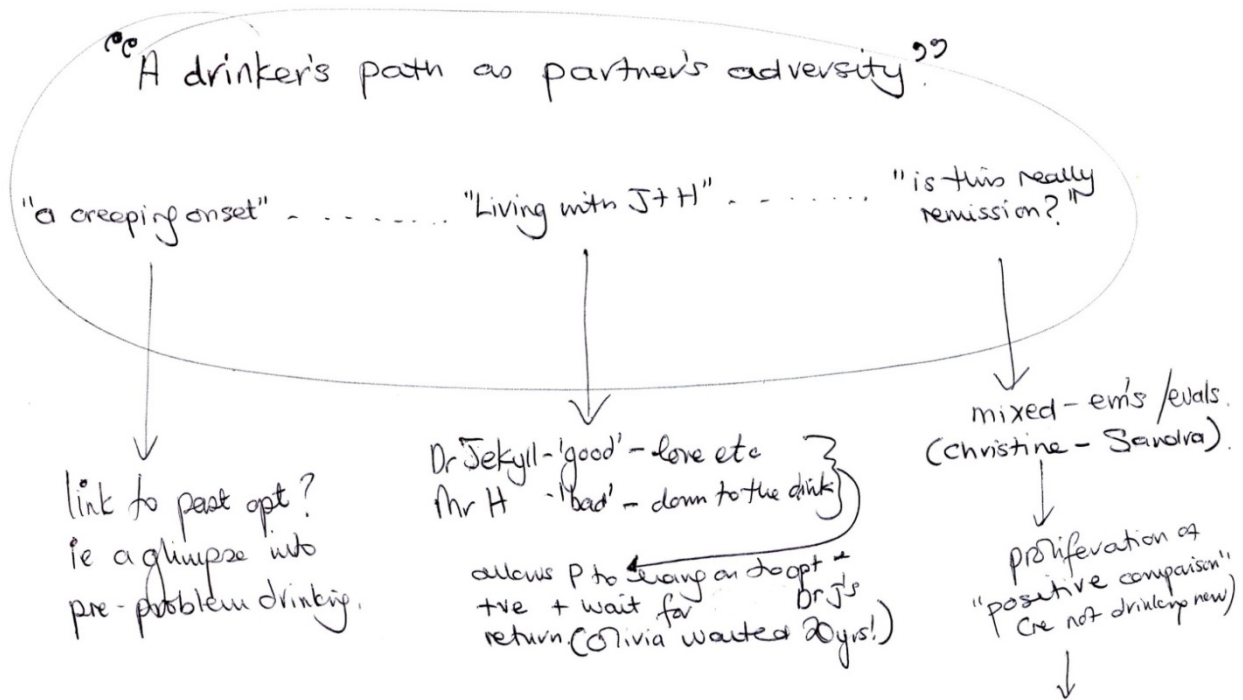 "A drinker's path as partner's adversity".
"a creeping onset" - . . . . . . . "Living with J+H" - . . . . . . . "is this really
remission?"
link to past opt?
ie a glimpse into
pre-problem drinking.
Dr Jekyll - 'good' - love etc
Mr H - 'bad' - down to the drink
allows P to on to opt -
+ve + wait for Dr J's
return (Olivia waited 20yrs!)
mixed - em's /evals.
(Christine - Sandra).
proliferation of
"positive comparison"
(re not drinking now)